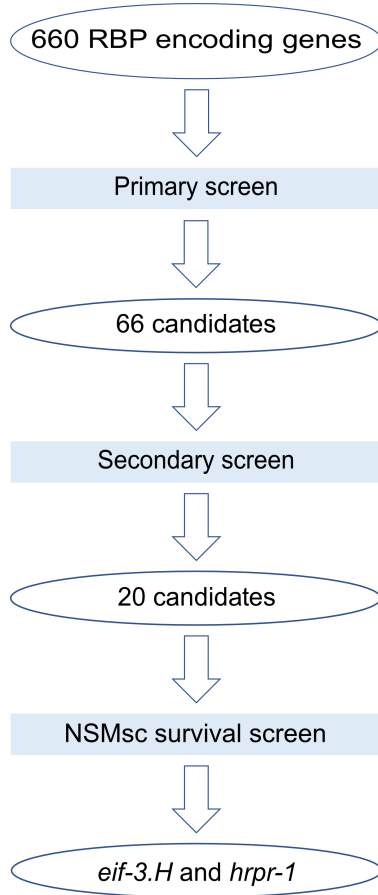 660 RBP encoding genes
Primary screen
66 candidates
Secondary screen
20 candidates
NSMsc survival screen
eif-3.H and hrpr-1